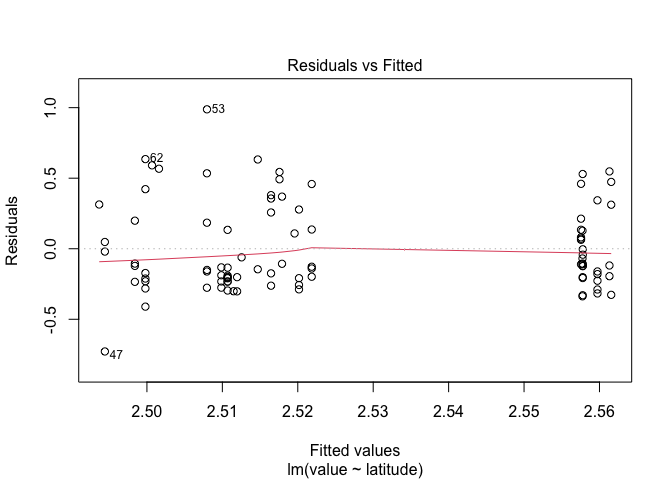 Residuals vs Fitted
Residuals
1.0
0.5
0.0
-0.5
53
62
47
2.50 2.51 2.52 2.53 2.54 2.55 2.56
Fitted values
lm(value ~ latitude)